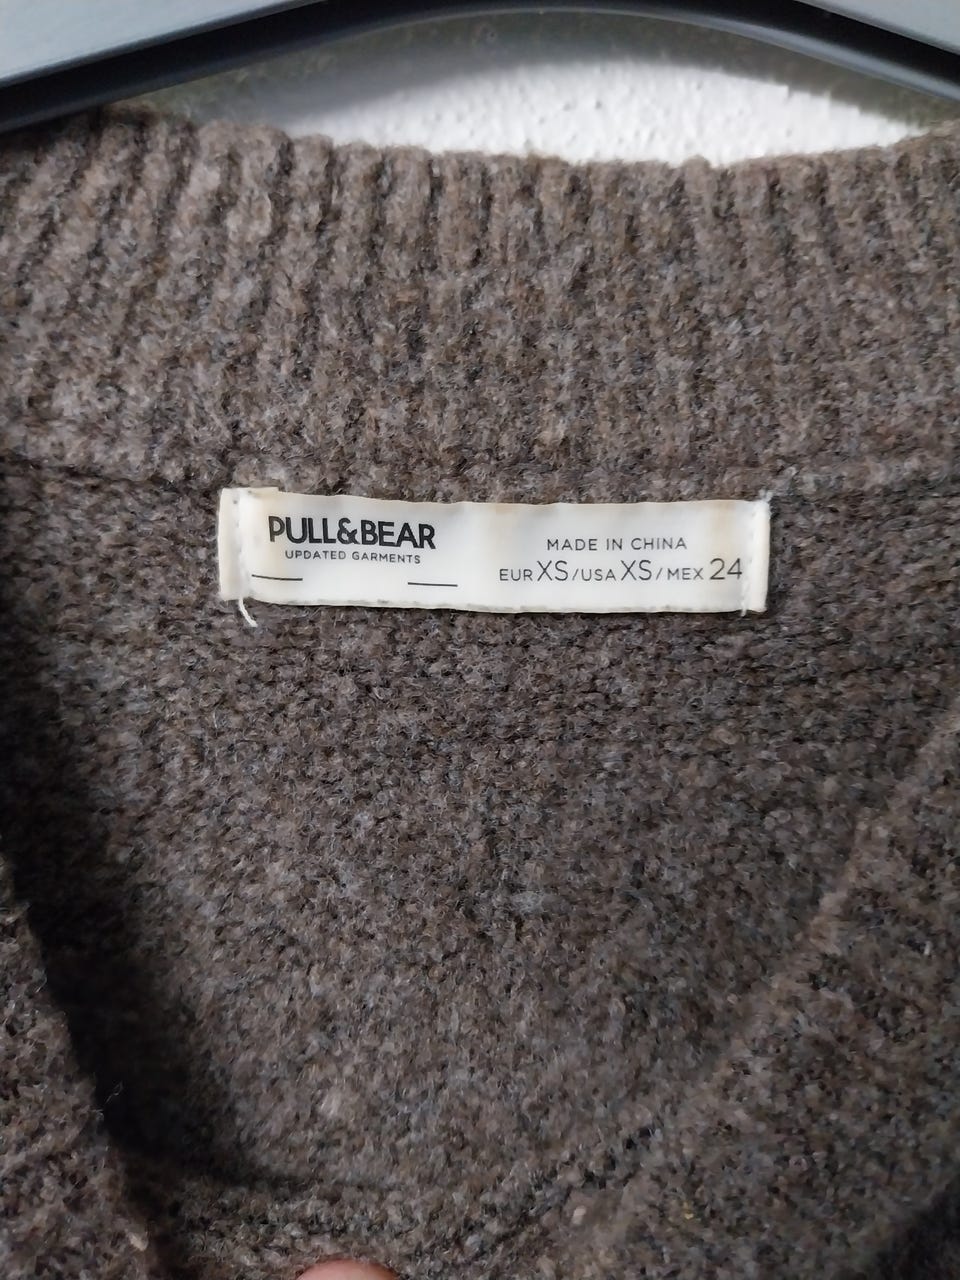 PULL&BEAR
UPDATED GARMENTS
MADE IN CHINA
EUR XS/USA XS/MEX 24